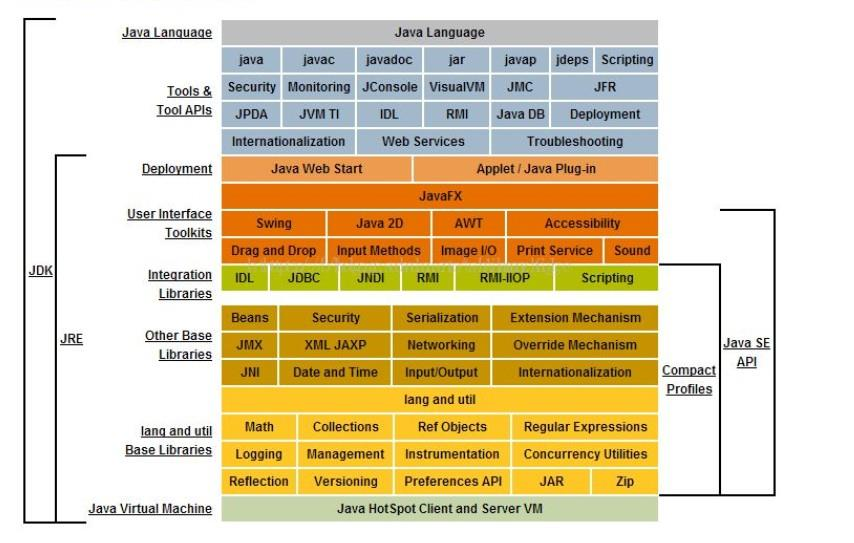 Java Language Java Language
java javac javadoc jar javap jdeps Scripting
Security Monitoring JConsole VisualVM JMC JFR
Tools &
Tool APIs
JPDA JVM TI IDL RMI Java DB Deployment
Internationalization Web Services Troubleshooting
Deployment Java Web Start Applet / Java Plug-in
JavaFX
User Interface
Toolkits
Swing Java 2D AWT Accessibility
Drag and Drop Input Methods Image I/O Print Service Sound
Integration
Libraries
IDL JDBC JNDI RMI RMI-IIOP Scripting
JDK
Beans Security Serialization Extension Mechanism
Other Base
Libraries
JMX XML JAXP Networking Override Mechanism
JRE
Java SE
API
JNI Date and Time Input/Output Internationalization
Compact
Profiles
lang and util
Math Collections Ref Objects Regular Expressions
lang and util
Base Libraries
Logging Management Instrumentation Concurrency Utilities
Reflection Versioning Preferences API JAR Zip
Java Virtual Machine Java HotSpot Client and Server VM